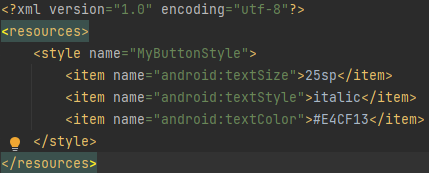 <?xml version="1.0" encoding="utf-8"?>
<resources>
    <style name="MyButtonStyle">
        <item name="android:textSize">25sp</item>
        <item name="android:textStyle">italic</item>
        <item name="android:textColor">#E4CF13</item>
    </style>
</resources>